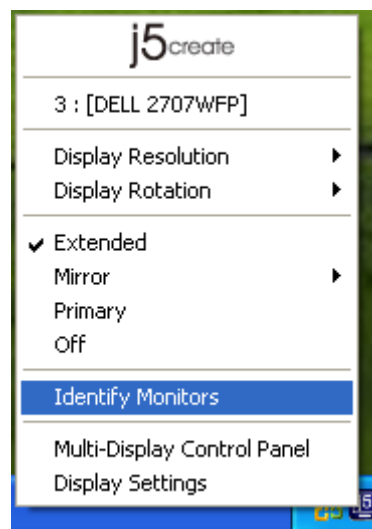 j5create
3 : [DELL 2707WFP]
Display Resolution
Display Rotation
Extended
Mirror
Primary
Off
Identify Monitors
Multi-Display Control Panel
Display Settings